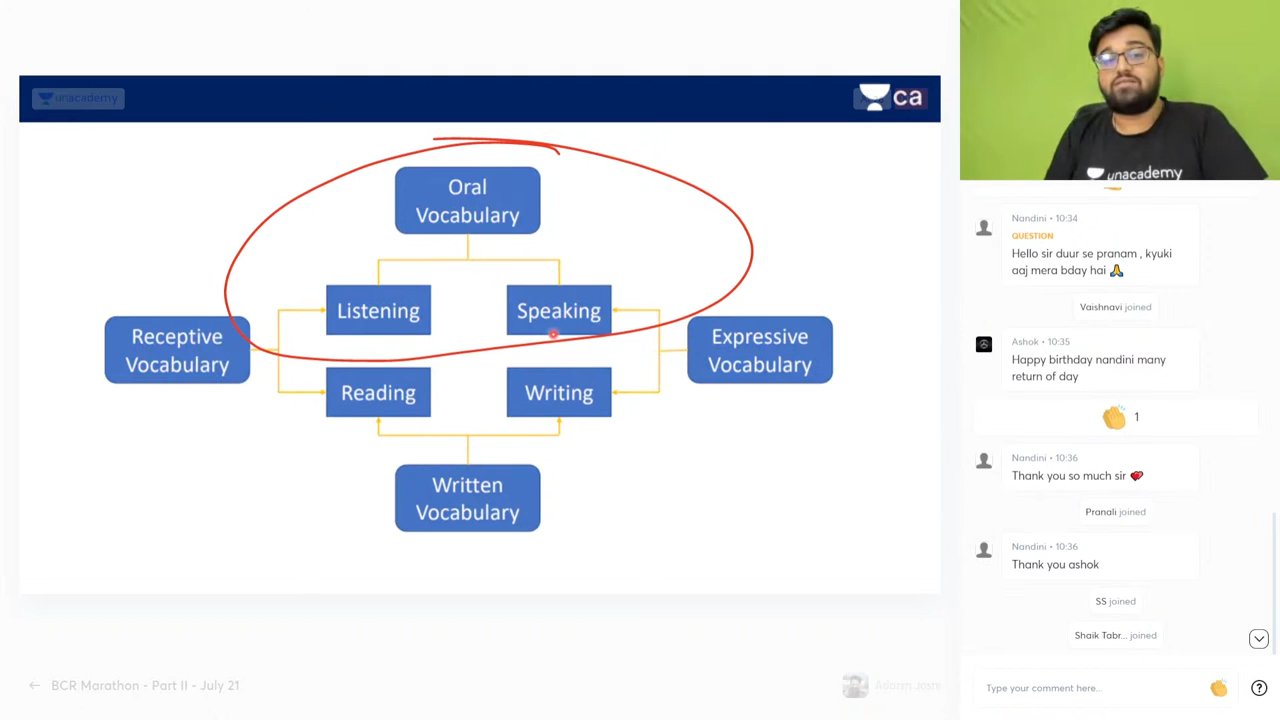 unacademy
ca
Oral
Vocabulary
Listening
Speaking
Receptive
Vocabulary
Expressive
Vocabulary
Reading
Writing
Written
Vocabulary
BCR Marathon - Part II - July 21
Adarsh Joshi
unacademy
Nandini • 10:34
QUESTION
Hello sir duur se pranam , kyuki
aaj mera bday hai
Vaishnavi joined
Ashok • 10:35
Happy birthday nandini many
return of day
1
Nandini • 10:36
Thank you so much sir
Pranali joined
Nandini • 10:36
Thank you ashok
SS joined
Shaik Tabr... joined
Type your comment here...